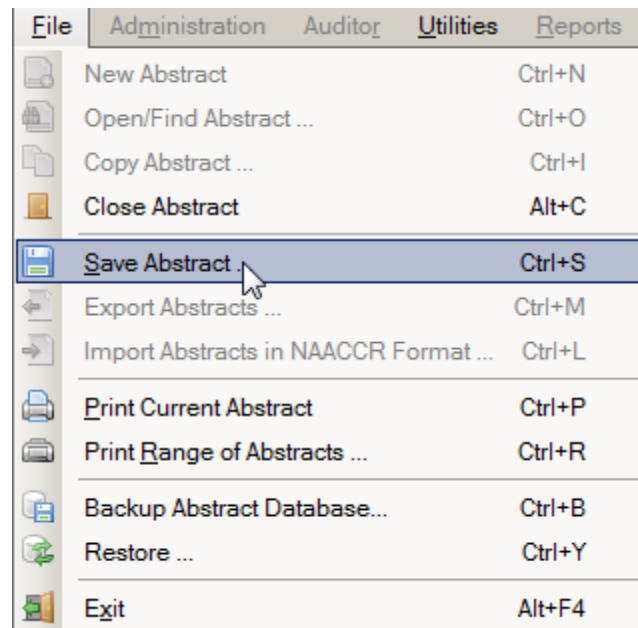 File Administration Auditor Utilities Reports
New Abstract Ctrl+N
Open/Find Abstract ... Ctrl+O
Copy Abstract ... Ctrl+I
Close Abstract Alt+C
Save Abstract . Ctrl+S
Export Abstracts ... Ctrl+M
Import Abstracts in NAACCR Format ... Ctrl+L
Print Current Abstract Ctrl+P
Print Range of Abstracts ... Ctrl+R
Backup Abstract Database... Ctrl+B
Restore ... Ctrl+Y
Exit Alt+F4